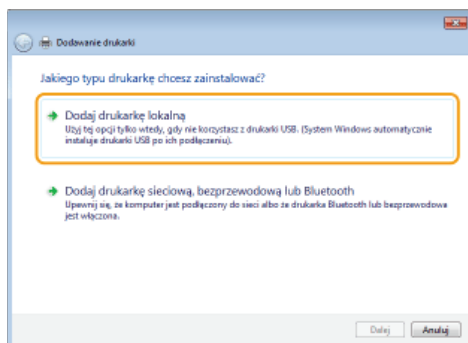 Dodawanie drukarki
Jakiego typu drukarkę chcesz zainstalować?
Dodaj drukarkę lokalną
Użyj tej opcji tylko wtedy, gdy nie korzystasz z drukarki USB. (System Windows automatycznie
instaluje drukarki USB po ich podłączeniu).
Dodaj drukarkę sieciową, bezprzewodową lub Bluetooth
Upewnij się, że komputer jest podłączony do sieci albo że drukarka Bluetooth lub bezprzewodowa
jest włączona.
Dalej
Anuluj